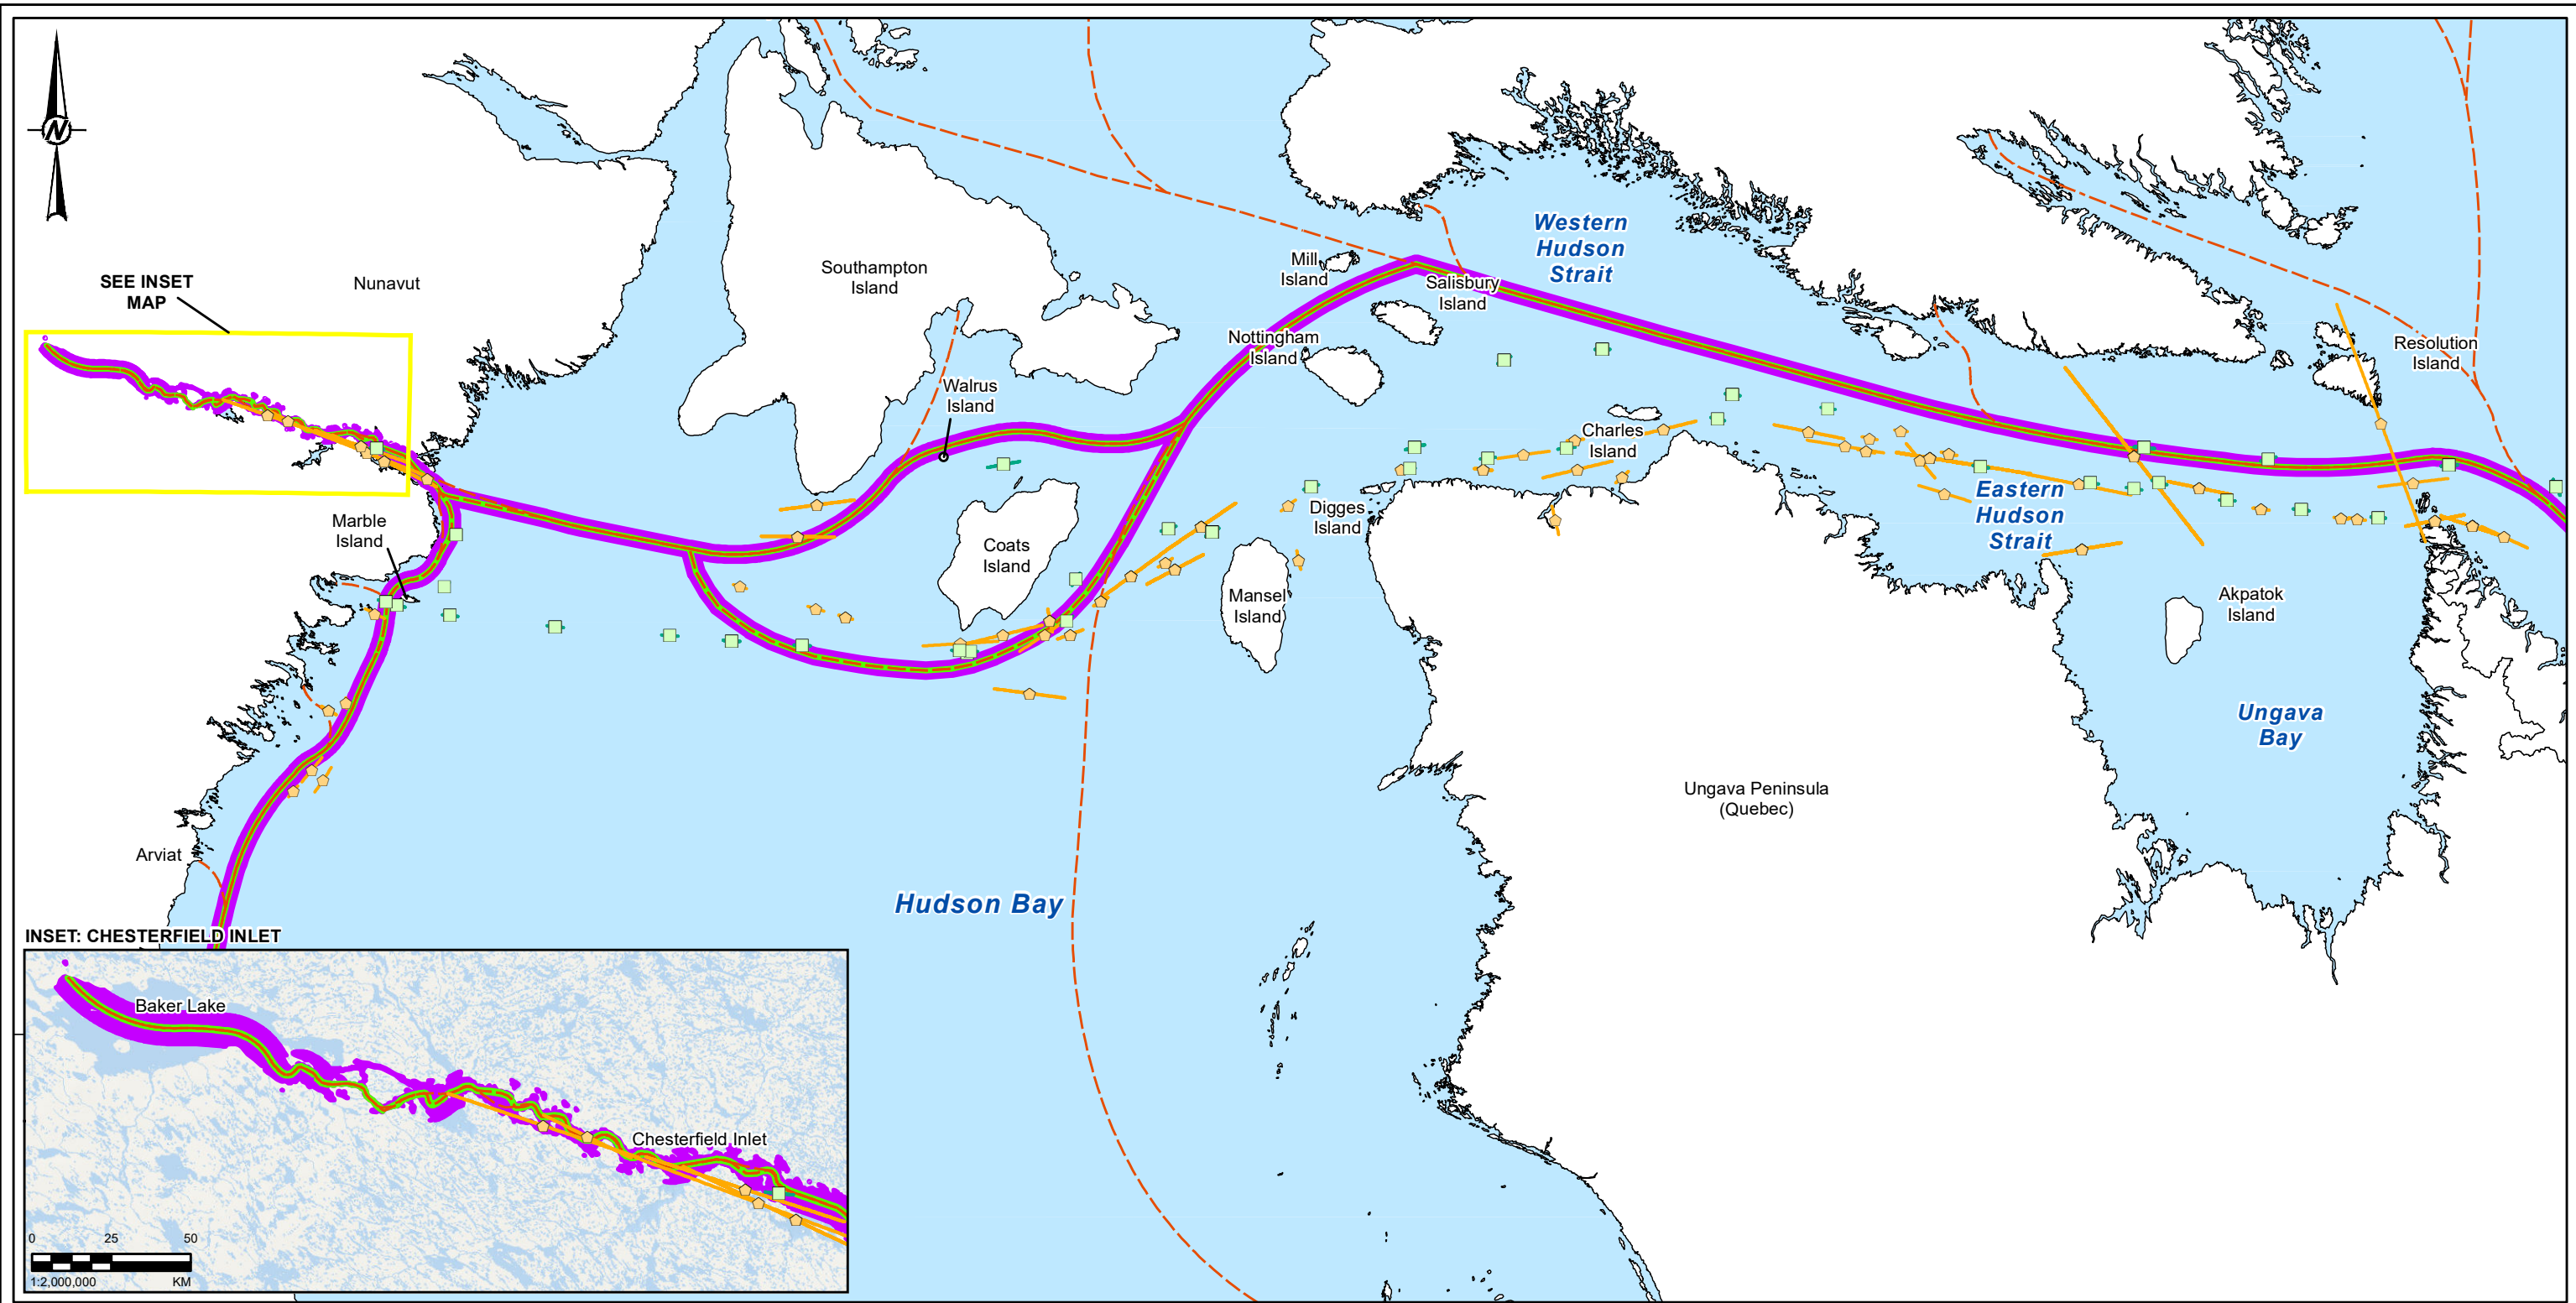 N
SEE INSET
MAP
Nunavut
Southampton
Island
Mill
Island
Salisbury
Island
Western
Hudson
Strait
Nottingham
Island
Resolution
Island
Walrus
Island
Charles
Island
Marble
Island
Coats
Island
Digges
Island
Mansel
Island
Eastern
Hudson
Strait
Akpatok
Island
Ungava
Bay
Ungava Peninsula
(Quebec)
Arviat
Hudson Bay
INSET: CHESTERFIELD INLET
Baker Lake
Chesterfield Inlet
0 25 50
1:2,000,000 KM